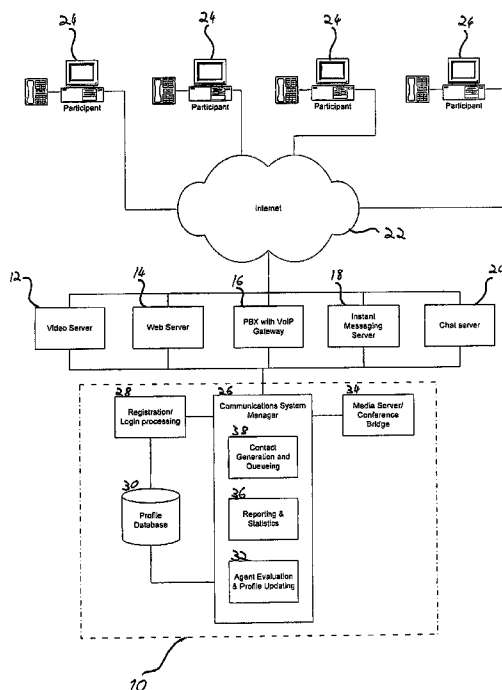 24 24 24 24
Participant Participant Participant Participant
Internet
22
12 14 16 18 20
Video Server
Web Server
PBX with VoIP
Gateway
Instant
Messaging
Server
Chat server
28 26 34
Registration/
Login processing
Communications System
Manager
Media Server/
Conference
Bridge
38
Contact
Generation and
Queueing
30
Profile
Database
36
Reporting &
Statistics
32
Agent Evaluation
& Profile Updating
10